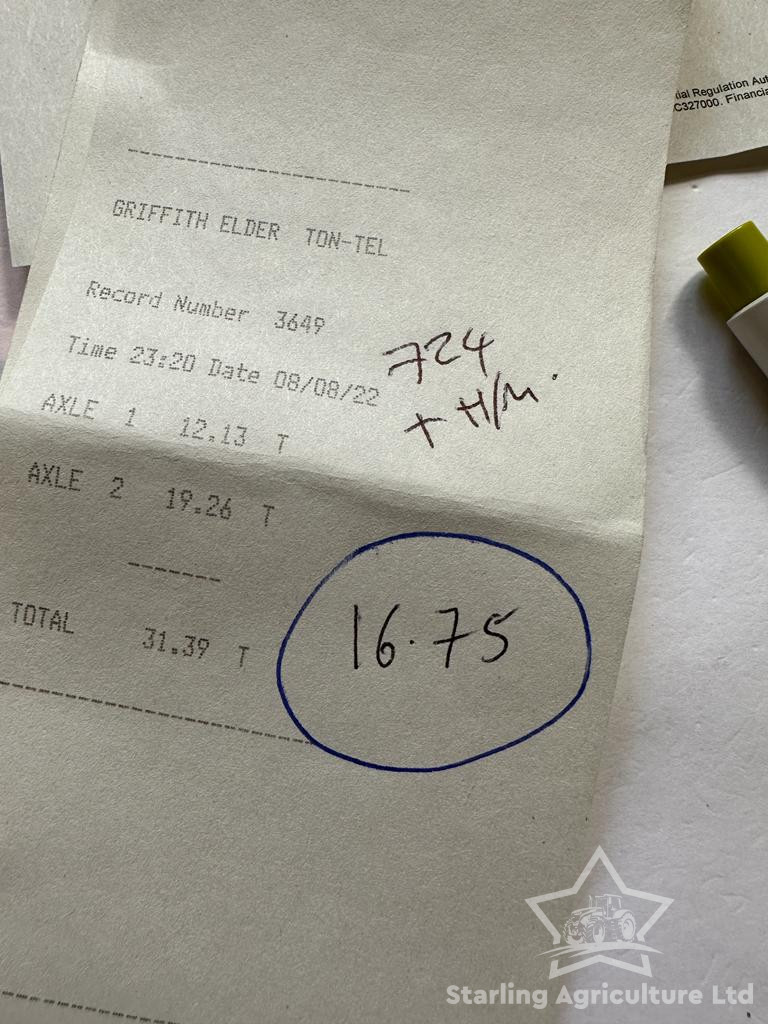 ial Regulation Aut
C327000. Financia
GRIFFITH ELDER TON-TEL
Record Number 3649
Time 23:20 Date 08/08/22
724
+ H/M.
AXLE 1 12.13 T
AXLE 2 19.26 T
TOTAL 31.39 T
16.75
Starling Agriculture Ltd